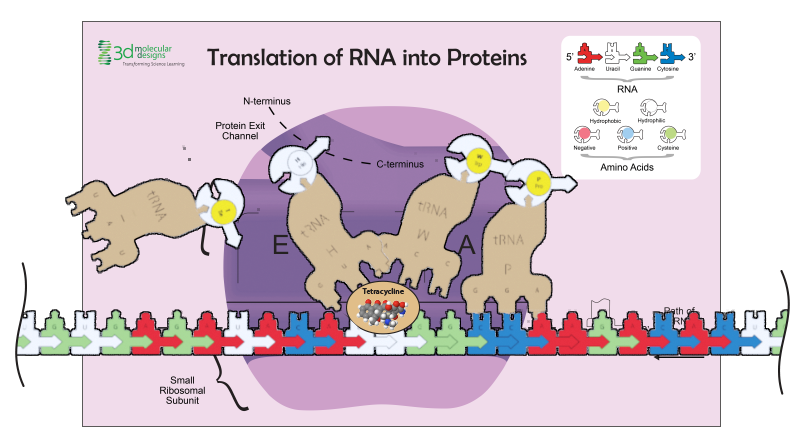 3d molecular
designs
Transforming Science Learning
Translation of RNA into Proteins
5' 3'
Adenine Uracil Guanine Cytosine
RNA
Hydrophobic Hydrophilic
Negative Positive Cysteine
Amino Acids
N-terminus
Protein Exit
Channel
C-terminus
tRNA
I
tRNA
H
tRNA
W
tRNA
P
E
A
Tetracycline
Path of
Small
Ribosomal
Subunit